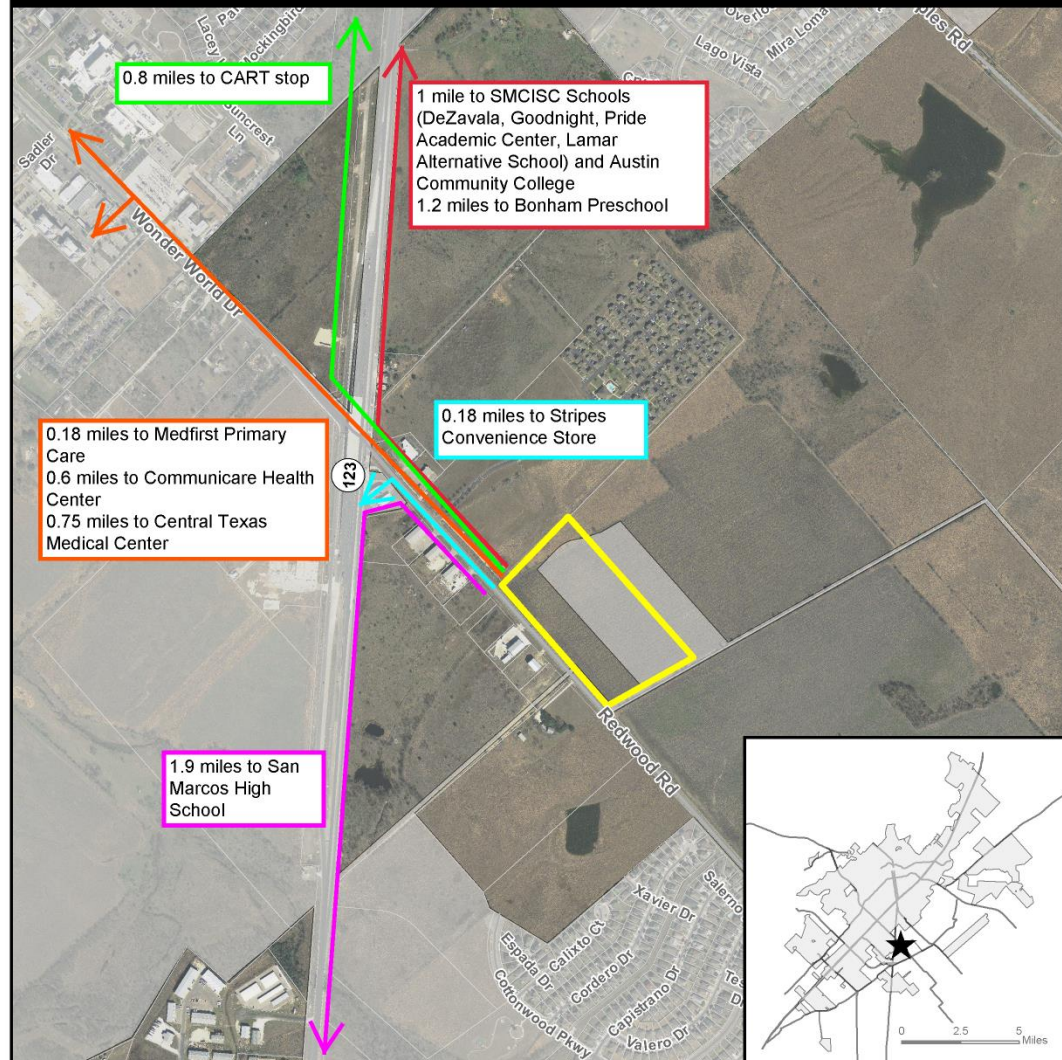 Lacey
Mockingbird
Suncrest
Ln
Sadler
Dr
Lago Vista
Mira Loma
0.8 miles to CART stop
1 mile to SMCISC Schools
(DeZavala, Goodnight, Pride
Academic Center, Lamar
Alternative School) and Austin
Community College
1.2 miles to Bonham Preschool
Wonder World Dr
0.18 miles to Stripes
Convenience Store
0.18 miles to Medfirst Primary
Care
0.6 miles to Communicare Health
Center
0.75 miles to Central Texas
Medical Center
123
1.9 miles to San
Marcos High
School
Redwood Rd
Xavier Dr
Calixto Ct
Espada Dr
Cordero Dr
Cottonwood Pkwy
Capistrano Dr
Valero Dr
Salerno
0 2.5 5
Miles